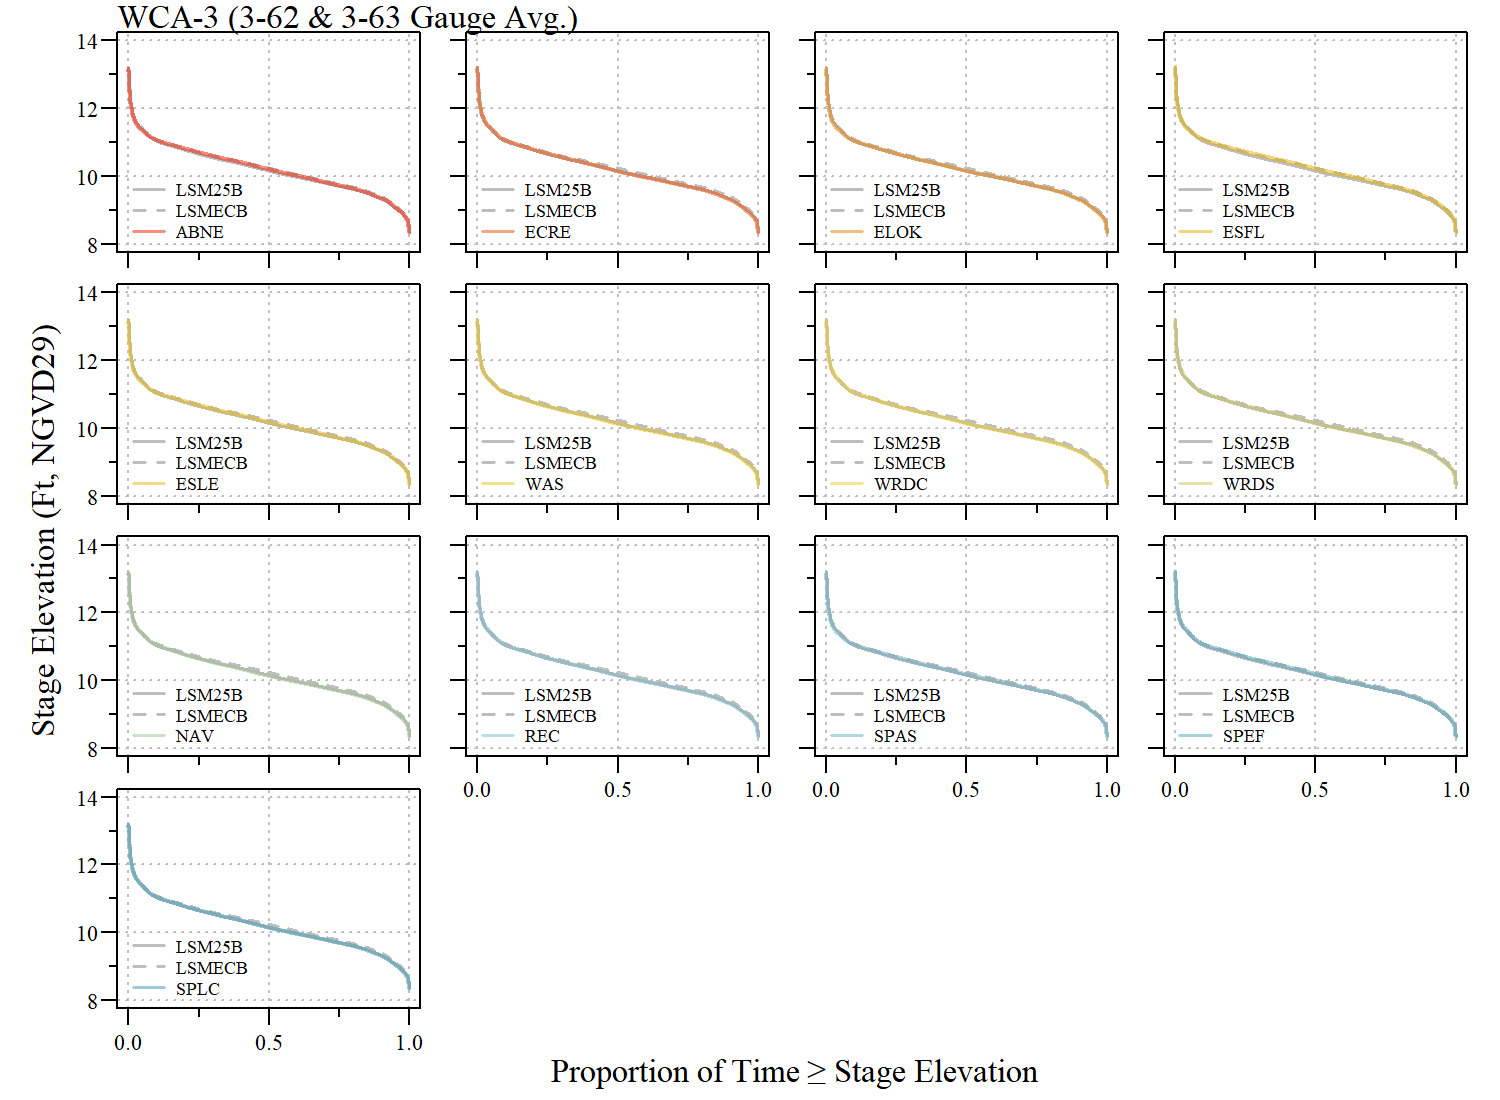 WCA-3 (3-62 & 3-63 Gauge Avg.)
Stage Elevation (Ft, NGVD29)
14
12
10
8
LSM25B
LSMECB
ABNE
LSM25B
LSMECB
ECRE
LSM25B
LSMECB
ELOK
LSM25B
LSMECB
ESFL
14
12
10
8
LSM25B
LSMECB
ESLE
LSM25B
LSMECB
WAS
LSM25B
LSMECB
WRDC
LSM25B
LSMECB
WRDS
14
12
10
8
LSM25B
LSMECB
NAV
LSM25B
LSMECB
REC
0.0 0.5 1.0
LSM25B
LSMECB
SPAS
0.0 0.5 1.0
LSM25B
LSMECB
SPEF
0.0 0.5 1.0
14
12
10
8
LSM25B
LSMECB
SPLC
0.0 0.5 1.0
Proportion of Time ≥ Stage Elevation